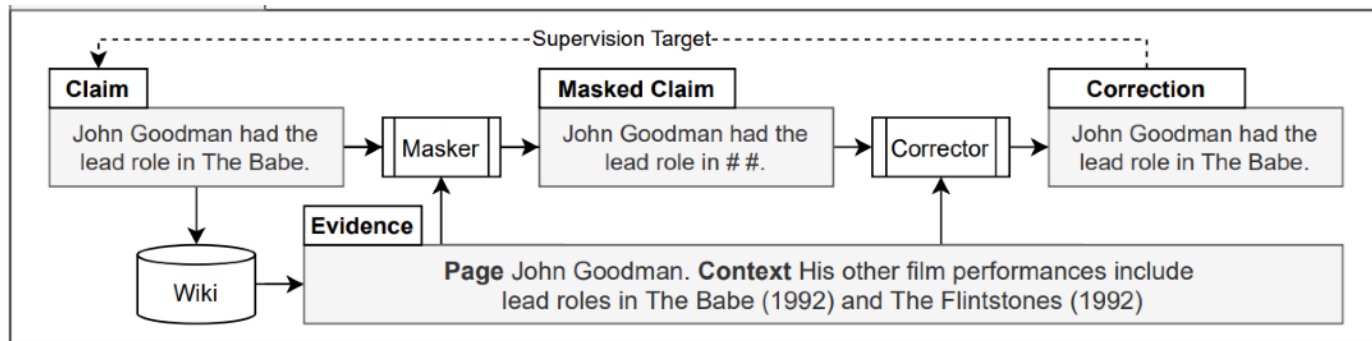 Supervision Target
Claim
John Goodman had the
lead role in The Babe.
Masker
Masked Claim
John Goodman had the
lead role in # #.
Corrector
Correction
John Goodman had the
lead role in The Babe.
Wiki
Evidence
Page John Goodman. Context His other film performances include
lead roles in The Babe (1992) and The Flintstones (1992)